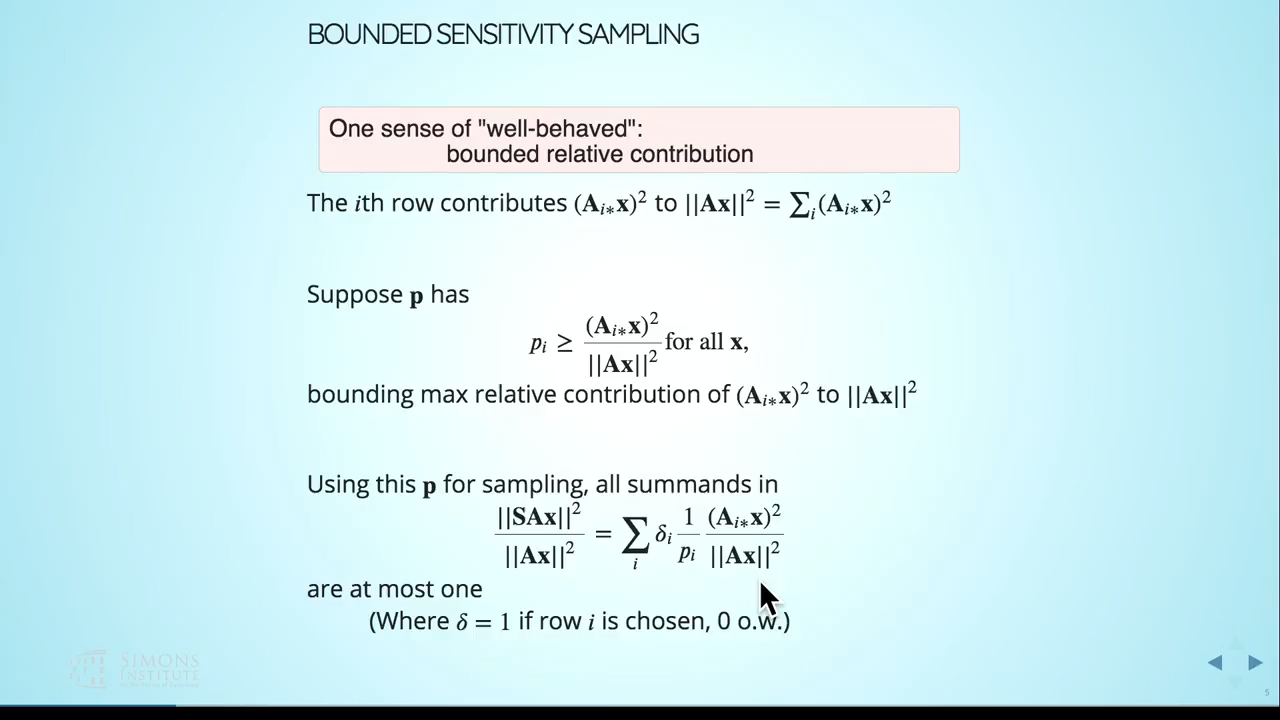 BOUNDED SENSITIVITY SAMPLING
One sense of "well-behaved":
bounded relative contribution
The ith row contributes (A_{i*}x)² to ||Ax||² = ∑_i(A_{i*}x)²
Suppose p has
p_i ≥ (A_{i*}x)² / ||Ax||² for all x,
bounding max relative contribution of (A_{i*}x)² to ||Ax||²
Using this p for sampling, all summands in
||SAx||² / ||Ax||² = ∑_i δ_i 1/p_i (A_{i*}x)² / ||Ax||²
are at most one
(Where δ = 1 if row i is chosen, 0 o.w.)
SIMONS
INSTITUTE
5